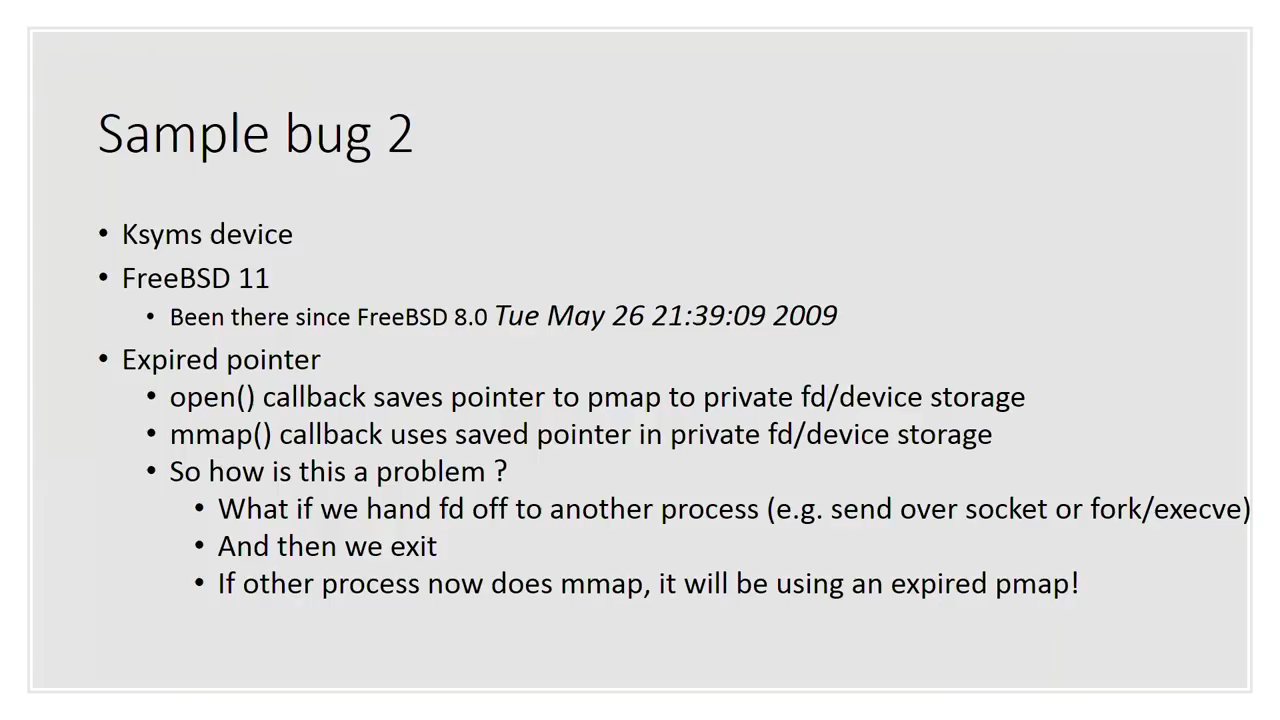 Sample bug 2
• Ksyms device
• FreeBSD 11
• Been there since FreeBSD 8.0 Tue May 26 21:39:09 2009
• Expired pointer
• open() callback saves pointer to pmap to private fd/device storage
• mmap() callback uses saved pointer in private fd/device storage
• So how is this a problem ?
• What if we hand fd off to another process (e.g. send over socket or fork/execve)
• And then we exit
• If other process now does mmap, it will be using an expired pmap!